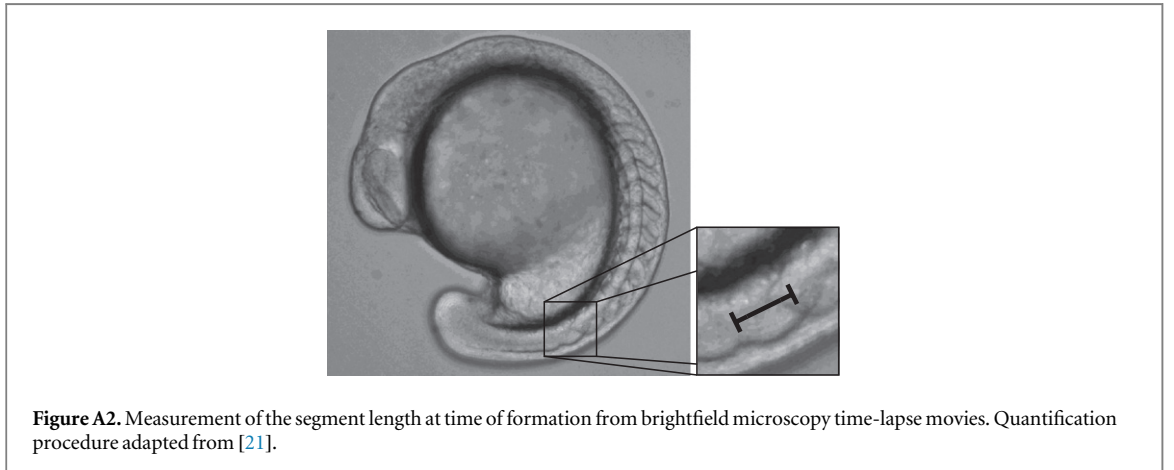 Figure A2. Measurement of the segment length at time of formation from brightfield microscopy time-lapse movies. Quantification
procedure adapted from [21].